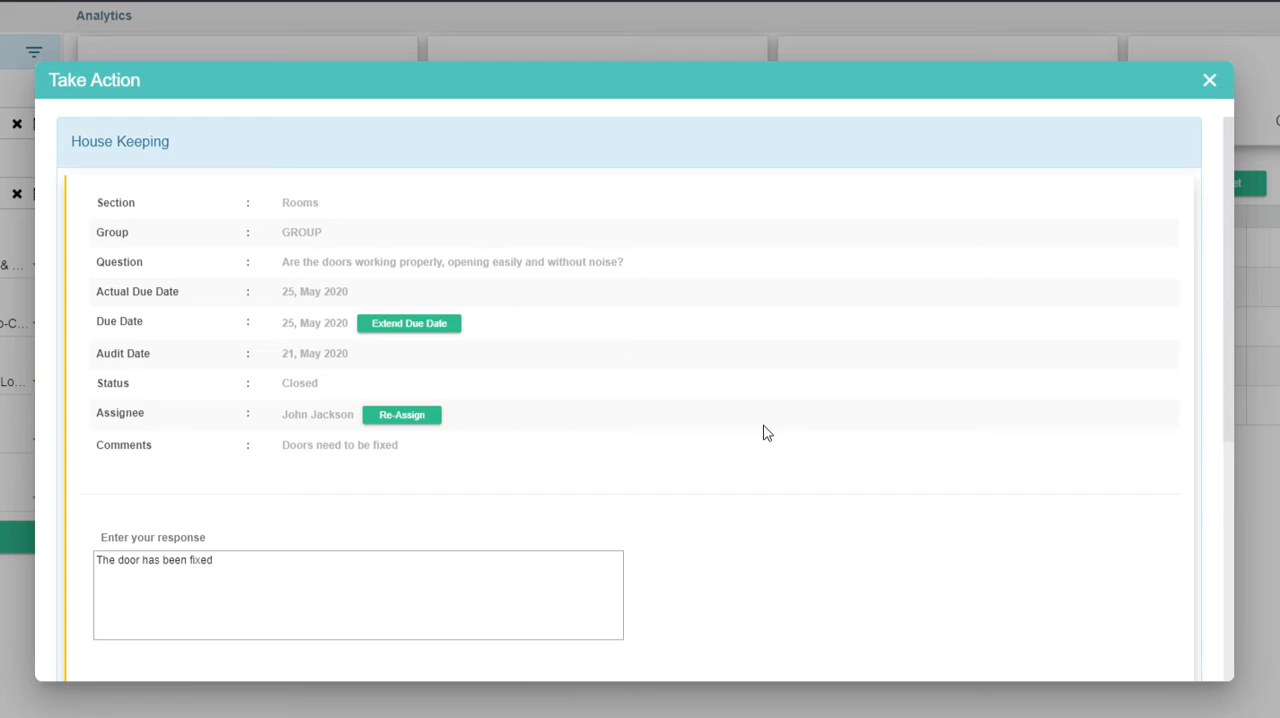 Analytics
Take Action
House Keeping
Section : Rooms
Group : GROUP
Question : Are the doors working properly, opening easily and without noise?
Actual Due Date : 25, May 2020
Due Date : 25, May 2020 Extend Due Date
Audit Date : 21, May 2020
Status : Closed
Assignee : John Jackson Re-Assign
Comments : Doors need to be fixed
Enter your response
The door has been fixed
& ...
o-C...
Lo...
et